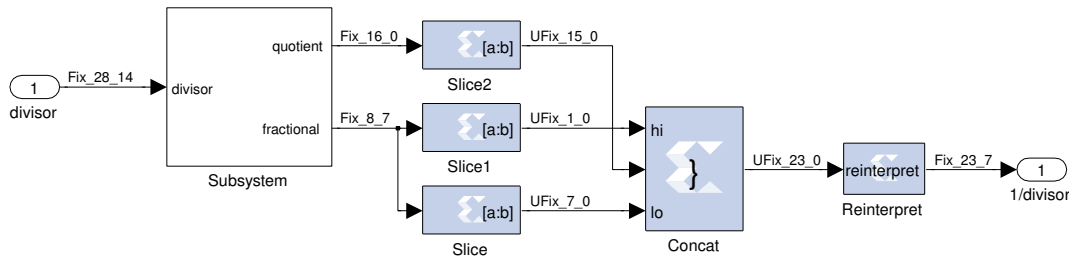 1
divisor
Fix_28_14
divisor
quotient
fractional
Subsystem
Fix_16_0
Fix_8_7
[a:b]
Slice2
[a:b]
Slice1
[a:b]
Slice
UFix_15_0
UFix_1_0
UFix_7_0
hi
}
lo
Concat
UFix_23_0
reinterpret
Reinterpret
Fix_23_7
1
1/divisor